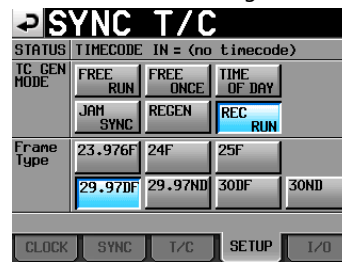 SYNC T/C
STATUS TIMECODE IN = (no timecode)
TC GEN MODE
FREE RUN
FREE ONCE
TIME OF DAY
JAM SYNC
REGEN
REC RUN
Frame Type
23.976F
24F
25F
29.97DF
29.97ND
30DF
30ND
CLOCK
SYNC
T/C
SETUP
I/O